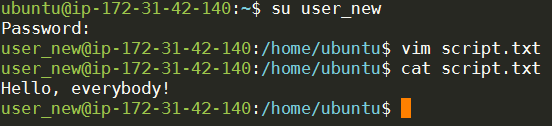 ubuntu@ip-172-31-42-140:~$ su user_new
Password:
user_new@ip-172-31-42-140:/home/ubuntu$ vim script.txt
user_new@ip-172-31-42-140:/home/ubuntu$ cat script.txt
Hello, everybody!
user_new@ip-172-31-42-140:/home/ubuntu$